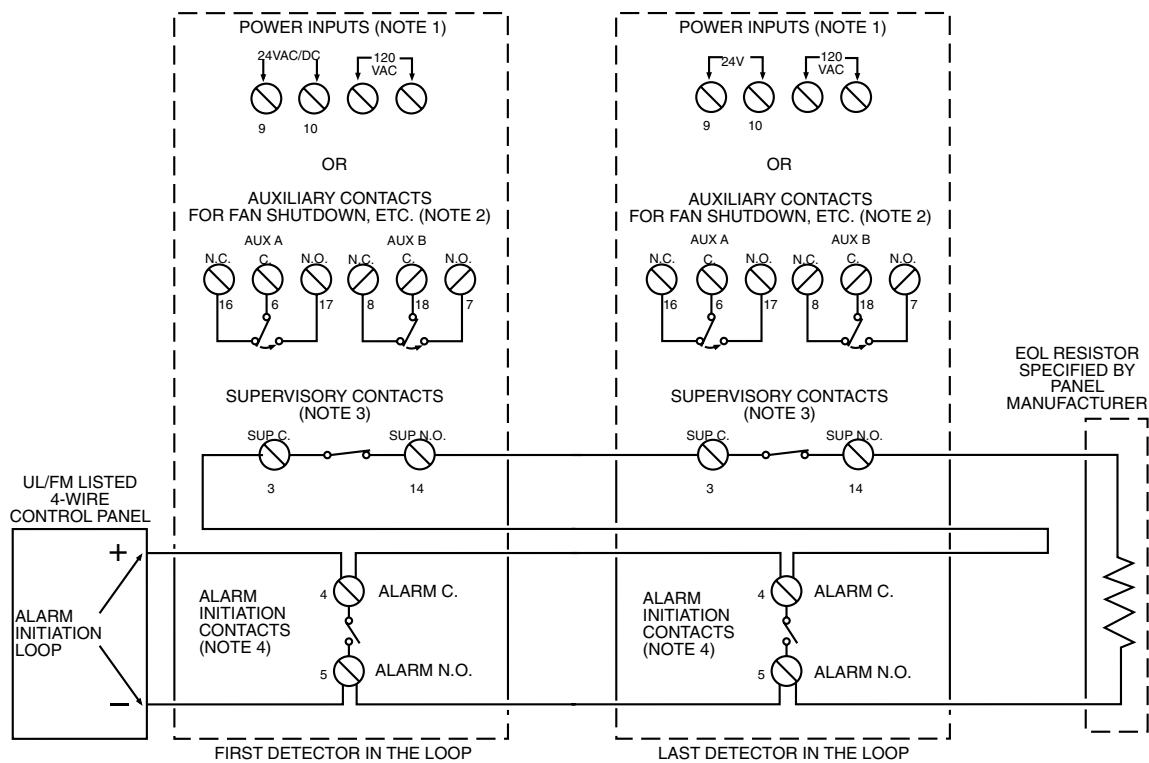 POWER INPUTS (NOTE 1)
24VAC/DC
120
VAC
9
10
OR
AUXILIARY CONTACTS
FOR FAN SHUTDOWN, ETC. (NOTE 2)
AUX A
AUX B
N.C.
C.
N.O.
N.C.
C.
N.O.
16
6
17
8
18
7
SUPERVISORY CONTACTS
(NOTE 3)
SUP C.
SUP N.O.
3
14
POWER INPUTS (NOTE 1)
24V
120
VAC
9
10
OR
AUXILIARY CONTACTS
FOR FAN SHUTDOWN, ETC. (NOTE 2)
AUX A
AUX B
N.C.
C.
N.O.
N.C.
C.
N.O.
16
6
17
8
18
7
SUPERVISORY CONTACTS
(NOTE 3)
SUP C.
SUP N.O.
3
14
EOL RESISTOR
SPECIFIED BY
PANEL
MANUFACTURER
UL/FM LISTED
4-WIRE
CONTROL PANEL
+
ALARM
INITIATION
LOOP
–
ALARM
INITIATION
CONTACTS
(NOTE 4)
4
ALARM C.
5
ALARM N.O.
ALARM
INITIATION
CONTACTS
(NOTE 4)
4
ALARM C.
5
ALARM N.O.
FIRST DETECTOR IN THE LOOP
LAST DETECTOR IN THE LOOP